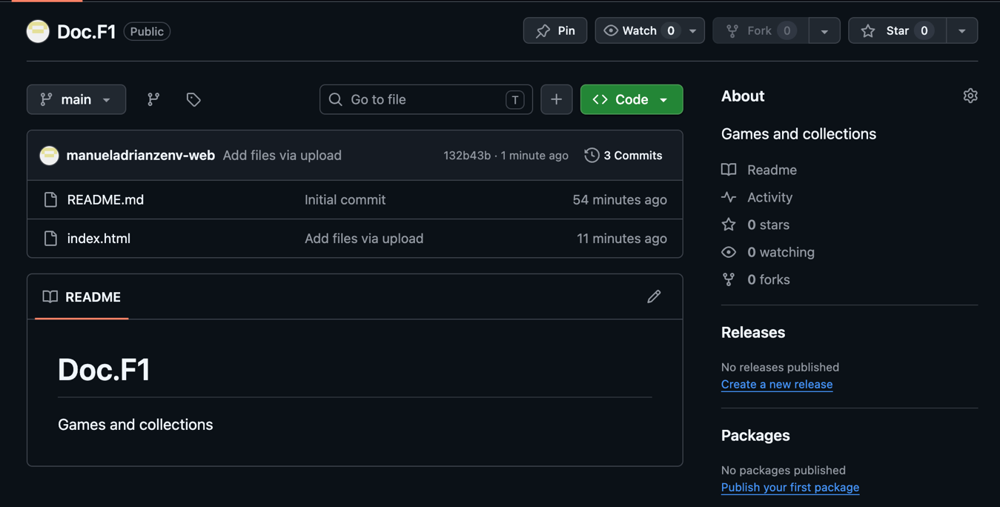 Doc.F1 Public Pin Watch 0 Fork 0 Star 0
main Go to file T Code
manueladrianzenv-web Add files via upload 132b43b · 1 minute ago 3 Commits
README.md Initial commit 54 minutes ago
index.html Add files via upload 11 minutes ago
README
Doc.F1
Games and collections
About
Games and collections
Readme
Activity
0 stars
0 watching
0 forks
Releases
No releases published
Create a new release
Packages
No packages published
Publish your first package